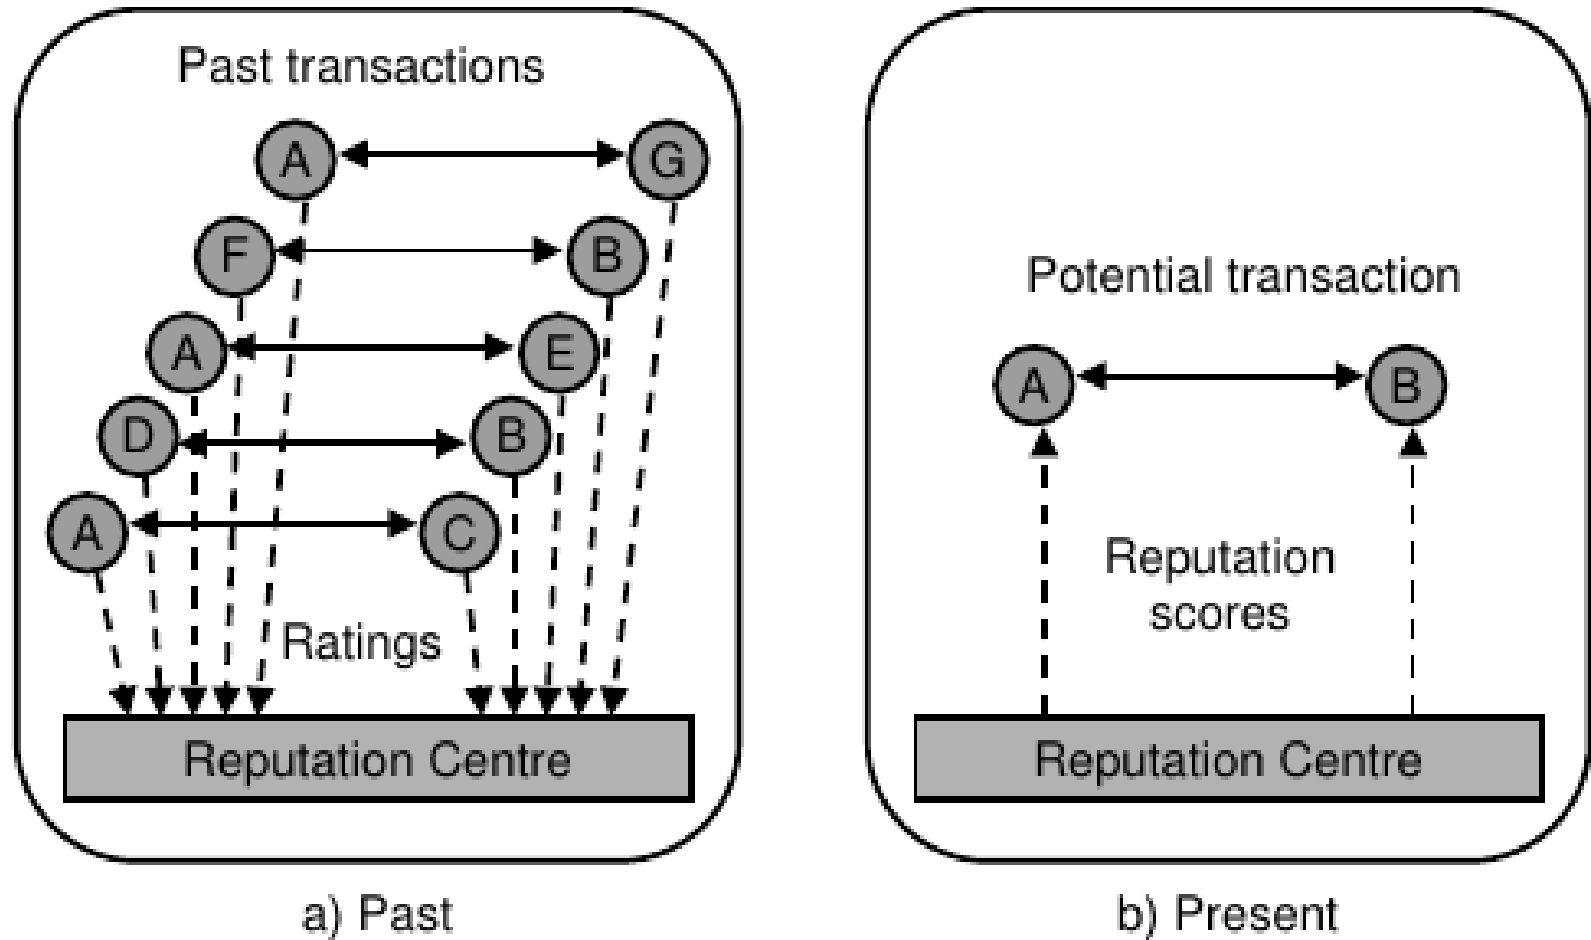 Past transactions
A G
F B
A E
D B
A C
Ratings
Reputation Centre
a) Past
Potential transaction
A B
Reputation
scores
Reputation Centre
b) Present